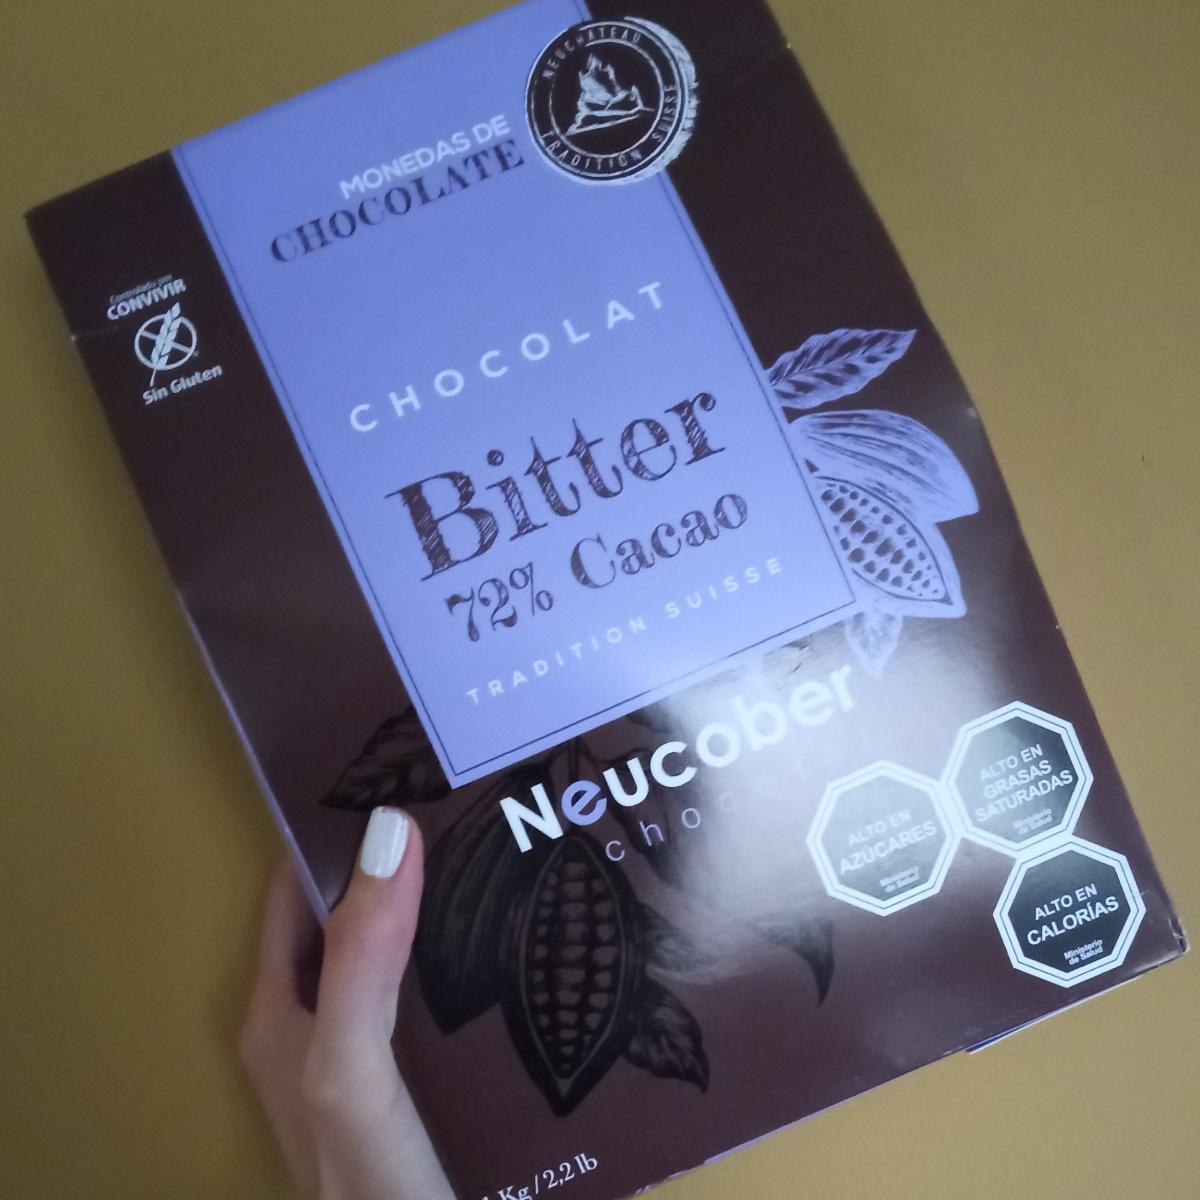 NEUCHATEAU
TRADITION SUISSE
MONEDAS DE
CHOCOLATE
Controlado por
CONVIVIR
Sin Gluten
CHOCOLAT
Bitter
72% Cacao
TRADITION SUISSE
Neucober
ALTO EN
GRASAS
SATURADAS
Ministerio
de Salud
ALTO EN
AZÚCARES
Ministerio
de Salud
ALTO EN
CALORÍAS
Ministerio
de Salud
1 Kg / 2,2 lb